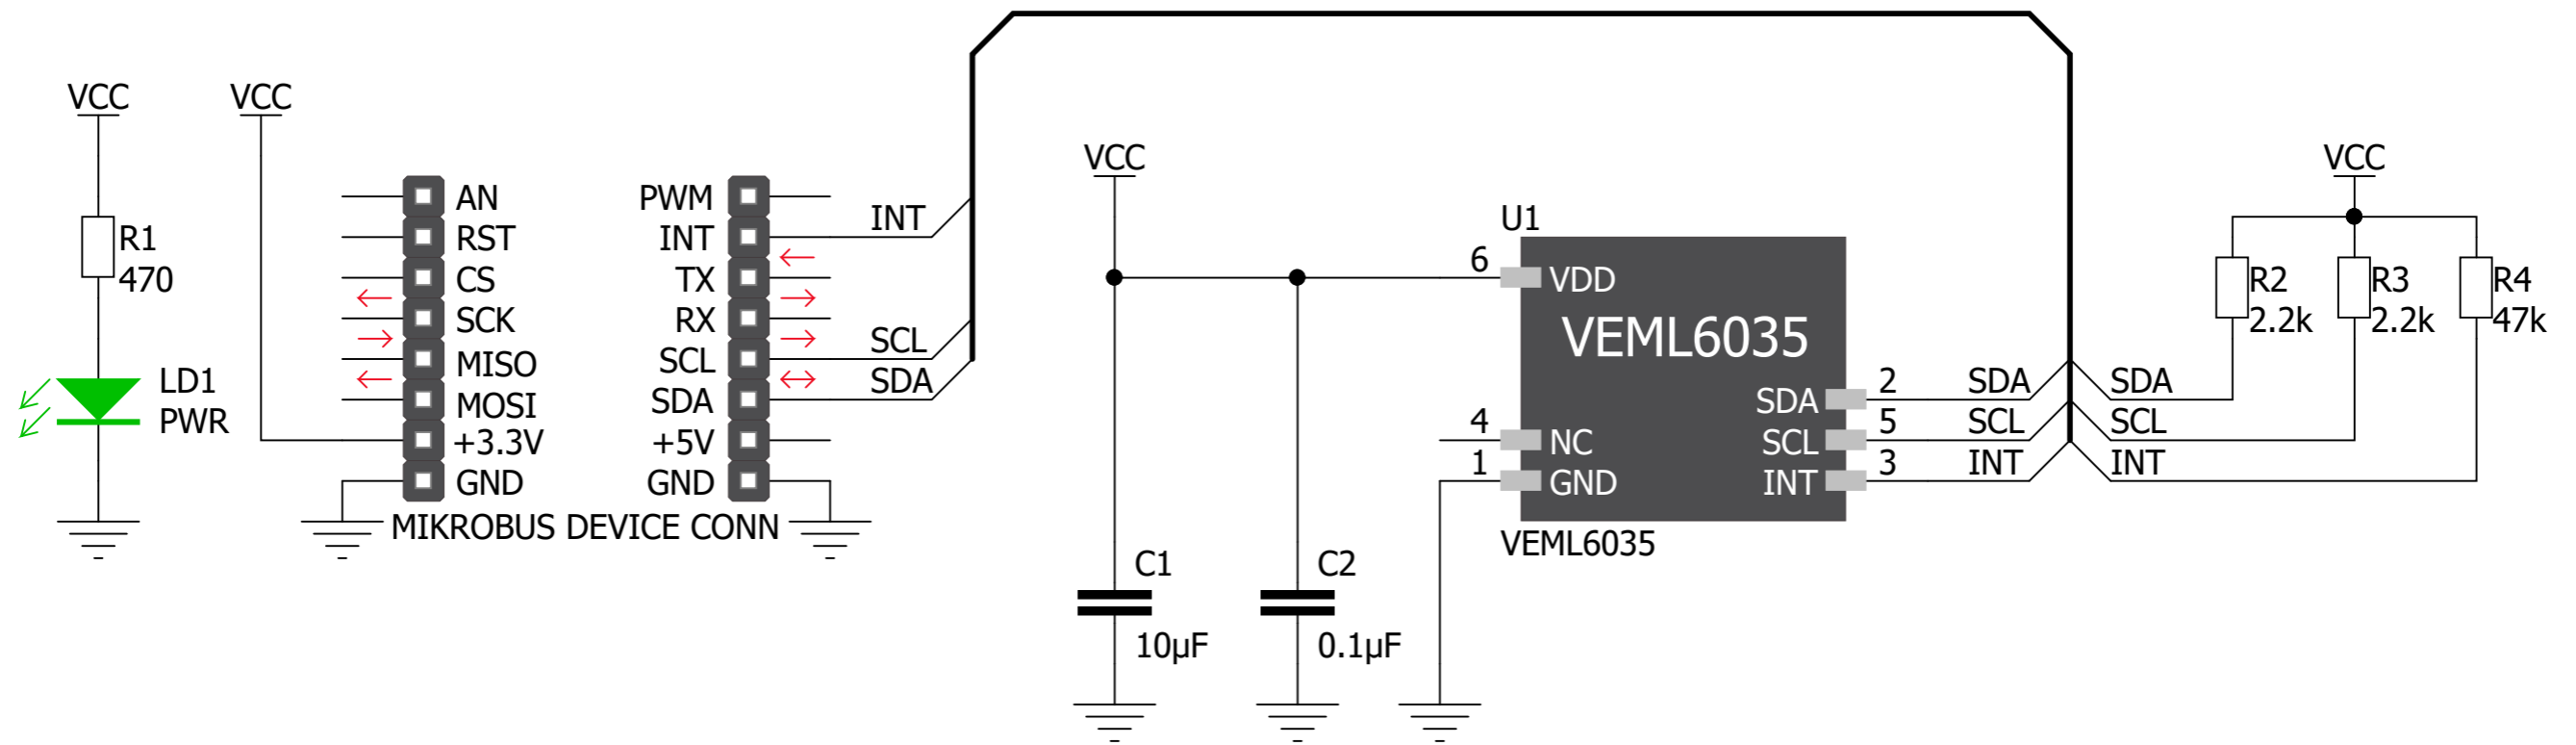 VCC
R1
470
LD1
PWR
VCC
AN
RST
CS
SCK
MISO
MOSI
+3.3V
GND
PWM
INT
TX
RX
SCL
SDA
+5V
GND
MIKROBUS DEVICE CONN
INT
SCL
SDA
VCC
C1
10µF
C2
0.1µF
U1
6
VDD
VEML6035
4
NC
1
GND
SDA
SCL
INT
2
5
3
VEML6035
SDA
SCL
INT
SDA
SCL
INT
VCC
R2
2.2k
R3
2.2k
R4
47k